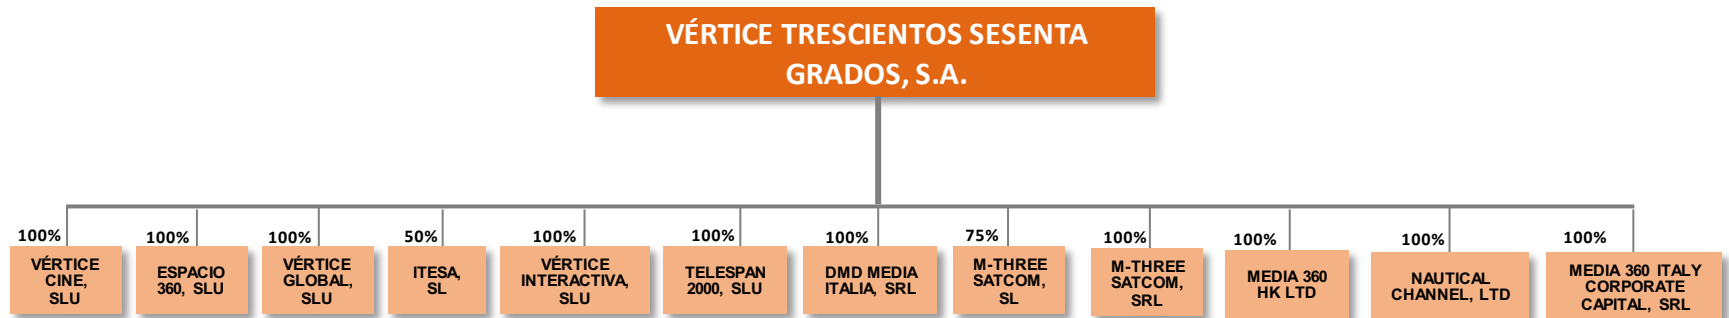 VÉRTICE TRESCIENTOS SESENTA
GRADOS, S.A.
100%
VÉRTICE
CINE,
SLU
100%
ESPACIO
360, SLU
100%
VÉRTICE
GLOBAL,
SLU
50%
ITESA,
SL
100%
VÉRTICE
INTERACTIVA,
SLU
100%
TELESPAN
2000, SLU
100%
DMD MEDIA
ITALIA, SRL
75%
M-THREE
SATCOM,
SL
100%
M-THREE
SATCOM,
SRL
100%
MEDIA 360
HK LTD
100%
NAUTICAL
CHANNEL, LTD
100%
MEDIA 360 ITALY
CORPORATE
CAPITAL, SRL